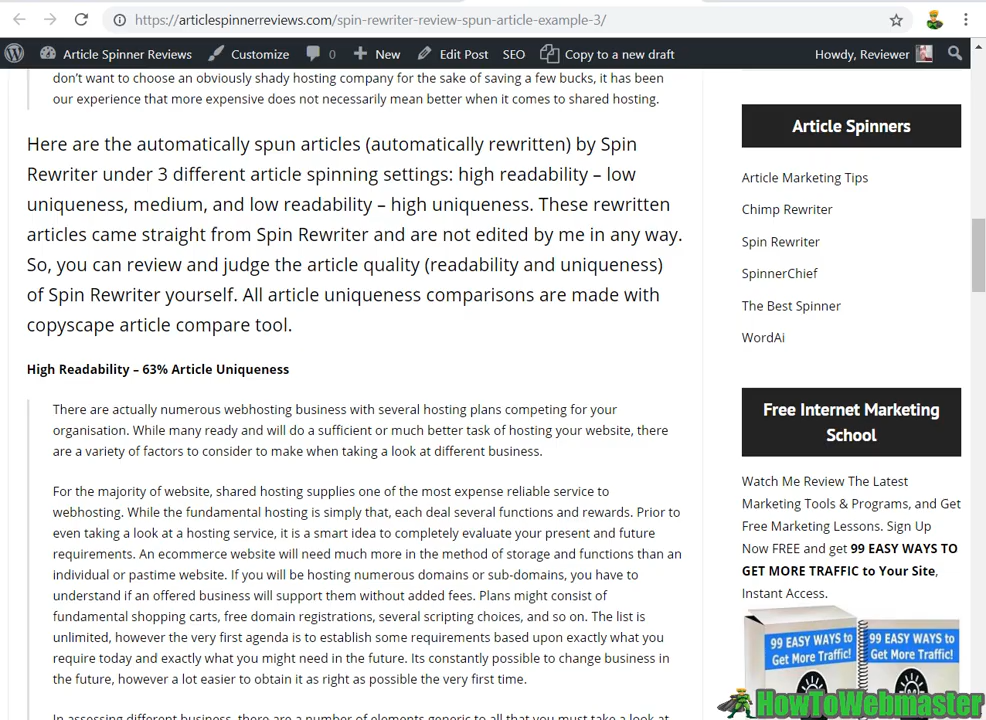 https://articlespinnerreviews.com/spin-rewriter-review-spun-article-example-3/
Article Spinner Reviews Customize 0 New Edit Post SEO Copy to a new draft Howdy, Reviewer
don't want to choose an obviously shady hosting company for the sake of saving a few bucks, it has been
our experience that more expensive does not necessarily mean better when it comes to shared hosting.
Here are the automatically spun articles (automatically rewritten) by Spin
Rewriter under 3 different article spinning settings: high readability – low
uniqueness, medium, and low readability – high uniqueness. These rewritten
articles came straight from Spin Rewriter and are not edited by me in any way.
So, you can review and judge the article quality (readability and uniqueness)
of Spin Rewriter yourself. All article uniqueness comparisons are made with
copyscape article compare tool.
High Readability – 63% Article Uniqueness
There are actually numerous webhosting business with several hosting plans competing for your
organisation. While many ready and will do a sufficient or much better task of hosting your website, there
are a variety of factors to consider to make when taking a look at different business.
For the majority of website, shared hosting supplies one of the most expense reliable service to
webhosting. While the fundamental hosting is simply that, each deal several functions and rewards. Prior to
even taking a look at a hosting service, it is a smart idea to completely evaluate your present and future
requirements. An ecommerce website will need much more in the method of storage and functions than an
individual or pastime website. If you will be hosting numerous domains or sub-domains, you have to
understand if an offered business will support them without added fees. Plans might consist of
fundamental shopping carts, free domain registrations, several scripting choices, and so on. The list is
unlimited, however the very first agenda is to establish some requirements based upon exactly what you
require today and exactly what you might need in the future. Its constantly possible to change business in
the future, however a lot easier to obtain it as right as possible the very first time.
In assessing different business, there are a number of elements generic to all that you must take a look at
Article Spinners
Article Marketing Tips
Chimp Rewriter
Spin Rewriter
SpinnerChief
The Best Spinner
WordAi
Free Internet Marketing
School
Watch Me Review The Latest
Marketing Tools & Programs, and Get
Free Marketing Lessons. Sign Up
Now FREE and get 99 EASY WAYS TO
GET MORE TRAFFIC to Your Site,
Instant Access.
99 EASY WAYS to
Get More Traffic!
99 EASY WAYS to
Get More Traffic!
HowToWebmaster